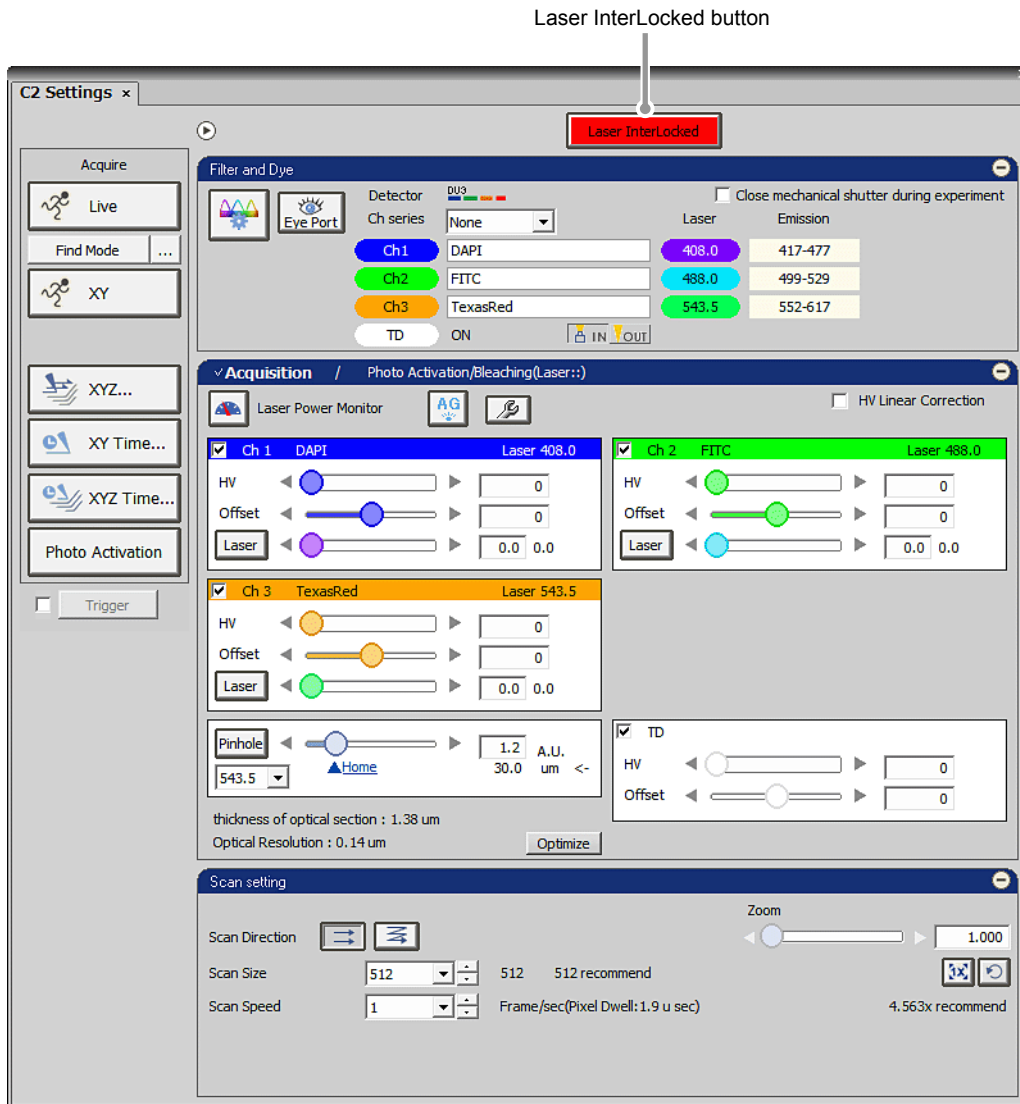 Laser InterLocked button
C2 Settings ×
Laser InterLocked
Acquire
Live
Find Mode ...
XY
XYZ...
XY Time...
XYZ Time...
Photo Activation
Trigger
Filter and Dye
Eye Port
Detector DU3
Close mechanical shutter during experiment
Ch series None Laser Emission
Ch1 DAPI 408.0 417-477
Ch2 FITC 488.0 499-529
Ch3 TexasRed 543.5 552-617
TD ON IN OUT
Acquisition / Photo Activation/Bleaching(Laser::)
Laser Power Monitor AG HV Linear Correction
Ch 1 DAPI Laser 408.0
HV 0
Offset 0
Laser 0.0 0.0
Ch 2 FITC Laser 488.0
HV 0
Offset 0
Laser 0.0 0.0
Ch 3 TexasRed Laser 543.5
HV 0
Offset 0
Laser 0.0 0.0
Pinhole 1.2 A.U.
543.5 Home 30.0 um <-
TD
HV 0
Offset 0
thickness of optical section : 1.38 um
Optical Resolution : 0.14 um Optimize
Scan setting
Zoom
Scan Direction 1.000
Scan Size 512 512 512 recommend 1x
Scan Speed 1 Frame/sec(Pixel Dwell:1.9 u sec) 4.563x recommend